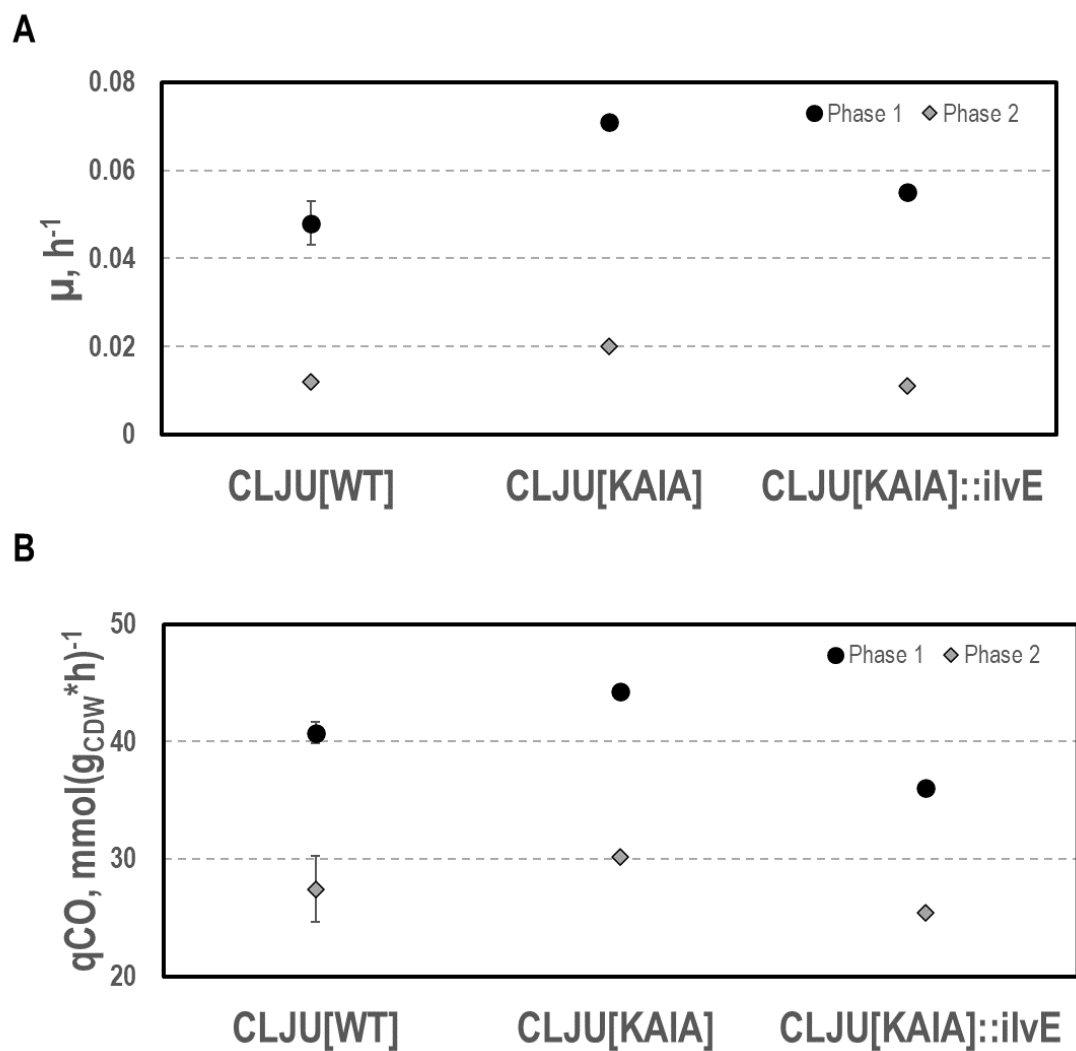 A
0.08
Phase 1
Phase 2
0.06
0.04
0.02
0
µ, h-1
CLJU[WT]
CLJU[KAIA]
CLJU[KAIA]::ilvE
B
50
Phase 1
Phase 2
40
30
20
qCO, mmol(gCDW*h)-1
CLJU[WT]
CLJU[KAIA]
CLJU[KAIA]::ilvE